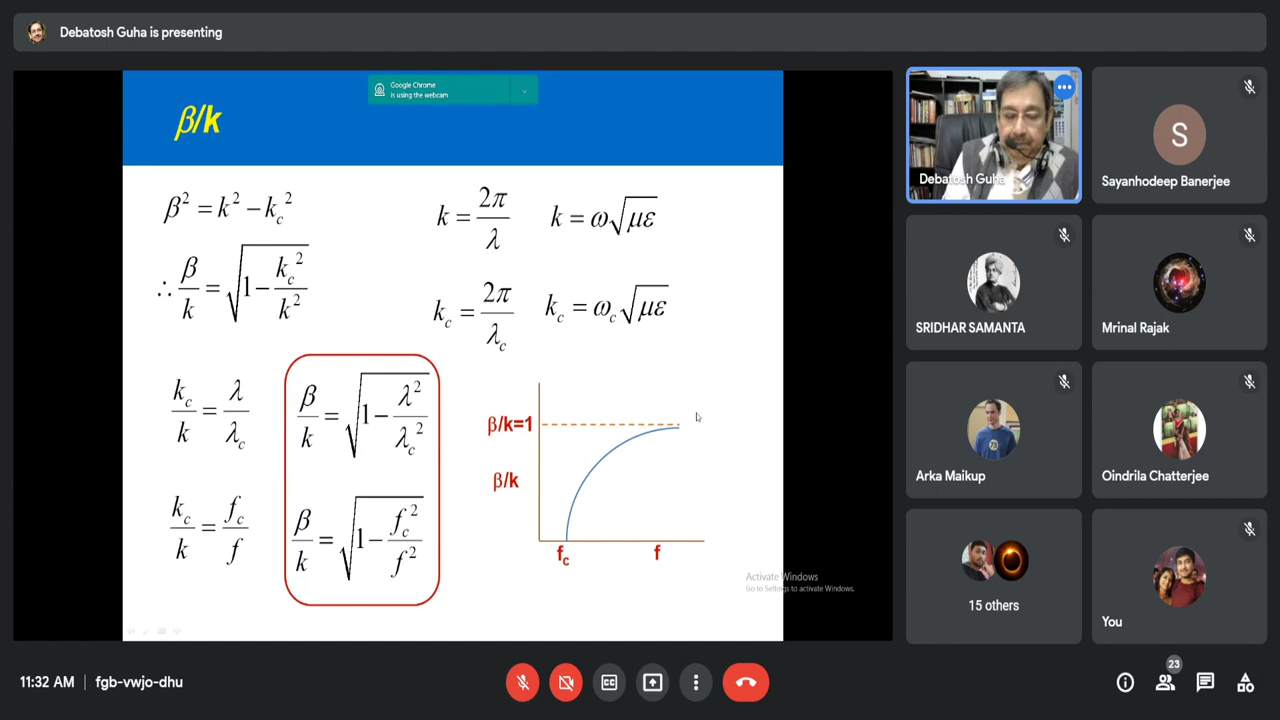 Debatosh Guha is presenting
Google Chrome
is using the webcam
β/k
β² = k² − k_c²
∴ β/k = √(1 − k_c²/k²)
k = 2π/λ
k = ω√με
k_c = 2π/λ_c
k_c = ω_c√με
k_c/k = λ/λ_c
β/k = √(1 − λ²/λ_c²)
k_c/k = f_c/f
β/k = √(1 − f_c²/f²)
β/k=1
β/k
f_c
f
Activate Windows
Go to Settings to activate Windows.
Debatosh Guha
S
Sayanhodeep Banerjee
SRIDHAR SAMANTA
Mrinal Rajak
Arka Maikup
Oindrila Chatterjee
15 others
You
11:32 AM | fgb-vwjo-dhu
CC
23